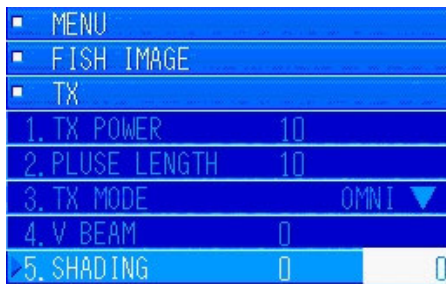 MENU
FISH IMAGE
TX
1. TX POWER 10
2. PLUSE LENGTH 10
3. TX MODE OMNI ▼
4. V BEAM 0
5. SHADING 0 0